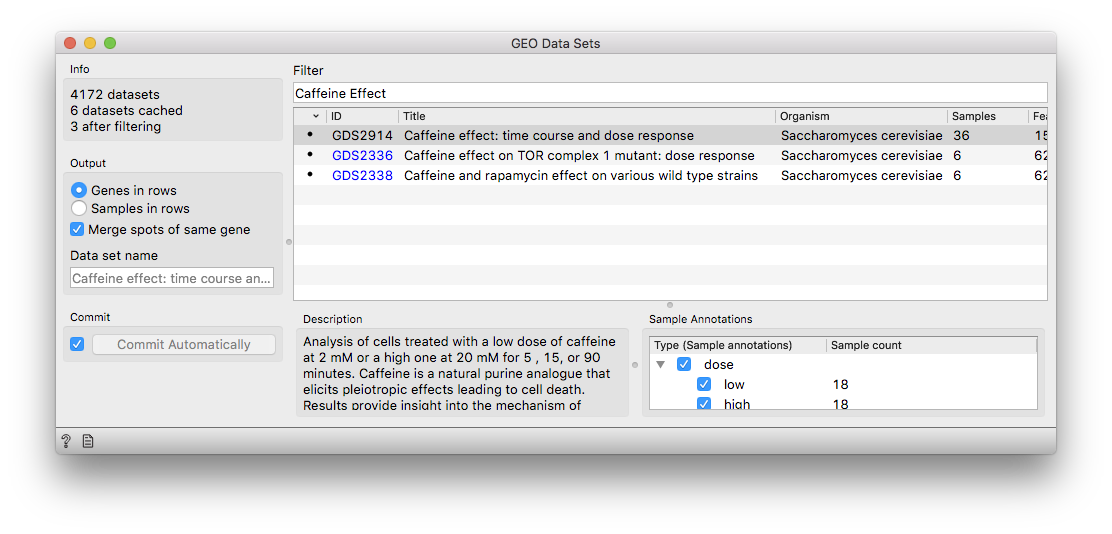 GEO Data Sets
Info
4172 datasets
6 datasets cached
3 after filtering
Output
Genes in rows
Samples in rows
Merge spots of same gene
Data set name
Caffeine effect: time course an...
Commit
Commit Automatically
Filter
Caffeine Effect
ID Title Organism Samples Fea
GDS2914 Caffeine effect: time course and dose response Saccharomyces cerevisiae 36 15
GDS2336 Caffeine effect on TOR complex 1 mutant: dose response Saccharomyces cerevisiae 6 62
GDS2338 Caffeine and rapamycin effect on various wild type strains Saccharomyces cerevisiae 6 62
Description
Analysis of cells treated with a low dose of caffeine
at 2 mM or a high one at 20 mM for 5 , 15, or 90
minutes. Caffeine is a natural purine analogue that
elicits pleiotropic effects leading to cell death.
Results provide insight into the mechanism of
Sample Annotations
Type (Sample annotations) Sample count
dose
low 18
high 18
?